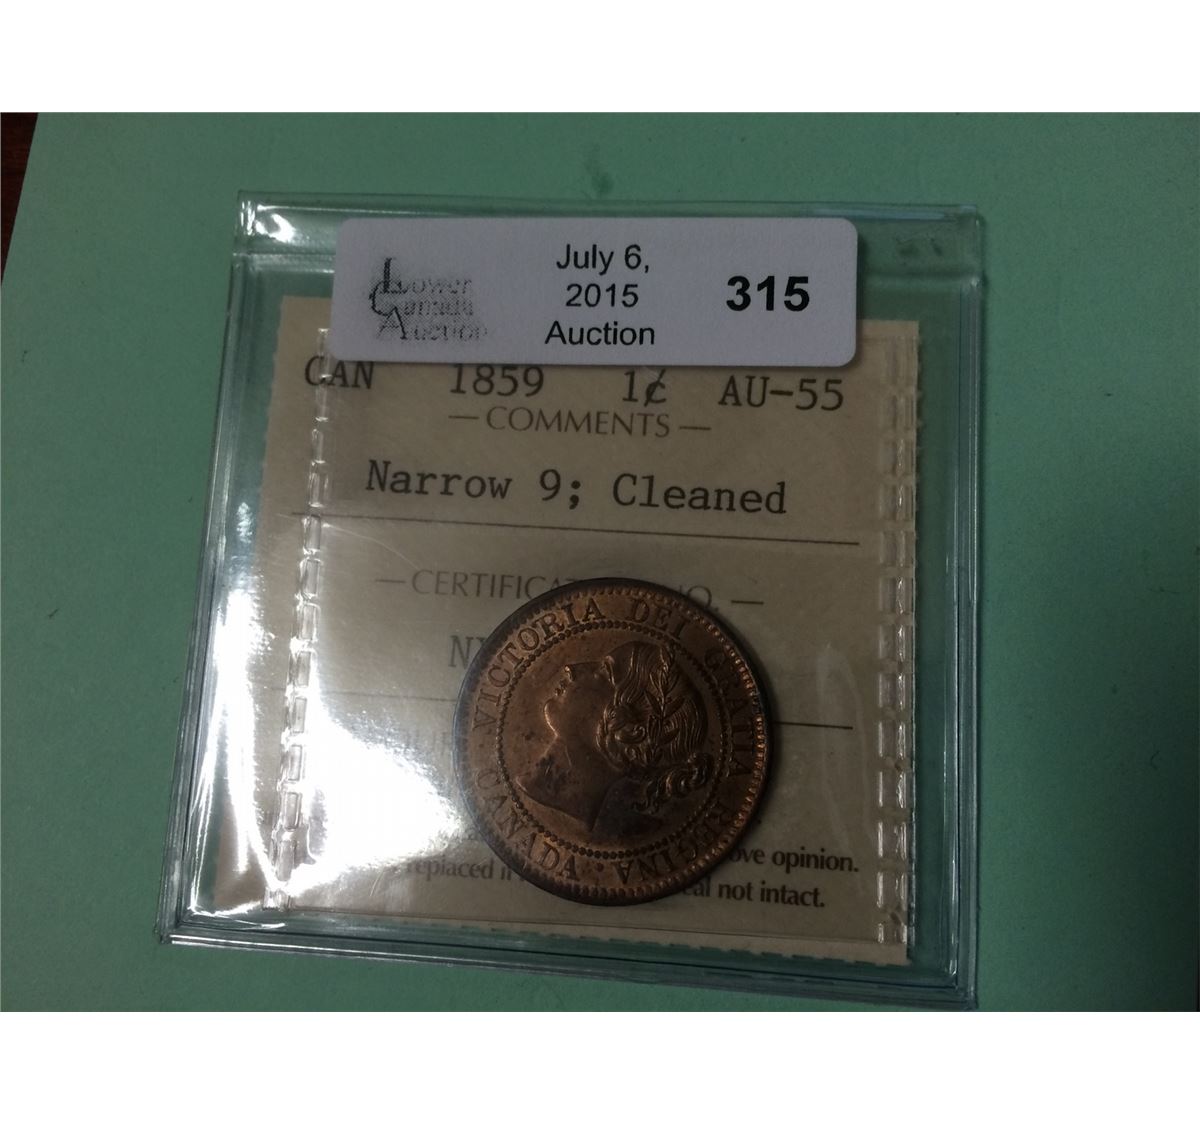 Lower
Canada
Auction
July 6,
2015
Auction
315
CAN 1859 1¢ AU-55
— COMMENTS —
Narrow 9; Cleaned
VICTORIA DEI GRATIA REGINA
CANADA
ove opinion.
replaced
not intact.